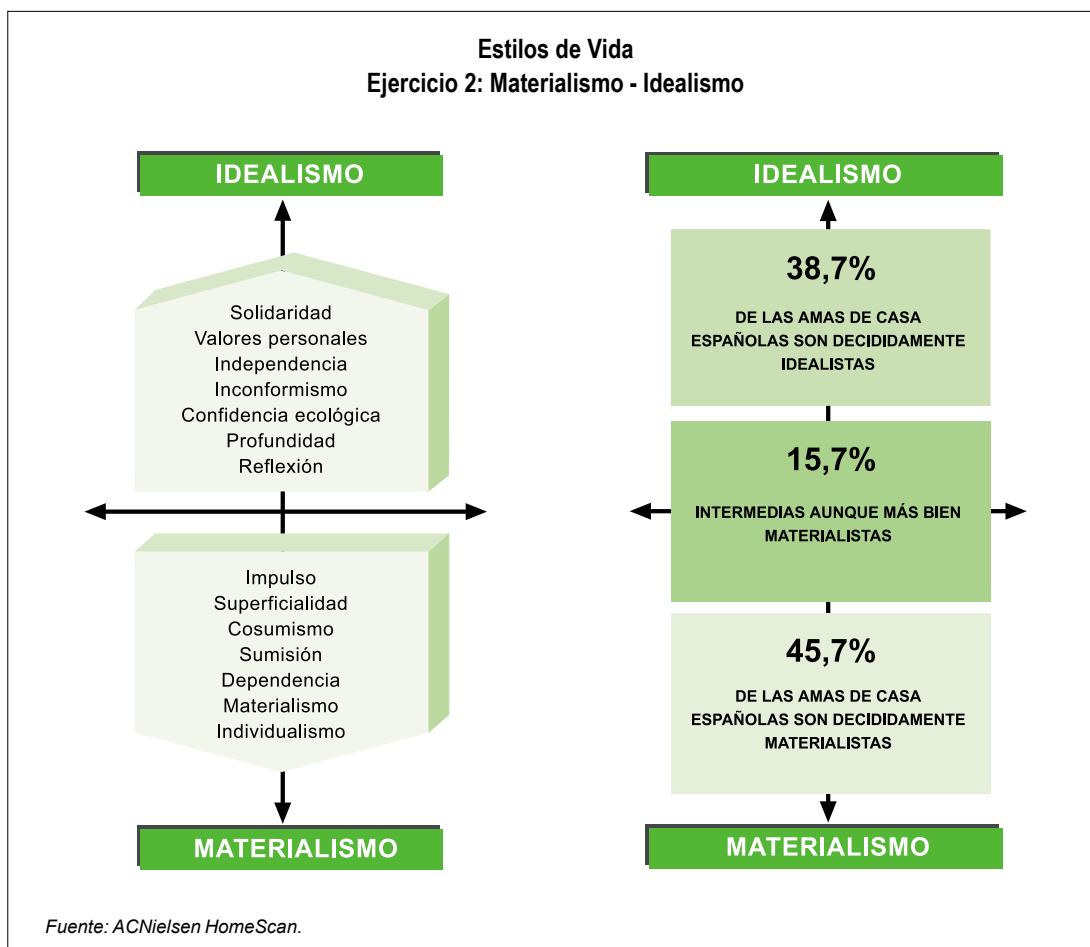 Estilos de Vida
Ejercicio 2: Materialismo - Idealismo
IDEALISMO
Solidaridad
Valores personales
Independencia
Inconformismo
Confidencia ecológica
Profundidad
Reflexión
Impulso
Superficialidad
Cosumismo
Sumisión
Dependencia
Materialismo
Individualismo
MATERIALISMO
IDEALISMO
38,7%
DE LAS AMAS DE CASA
ESPAÑOLAS SON DECIDIDAMENTE
IDEALISTAS
15,7%
INTERMEDIAS AUNQUE MÁS BIEN
MATERIALISTAS
45,7%
DE LAS AMAS DE CASA
ESPAÑOLAS SON DECIDIDAMENTE
MATERIALISTAS
MATERIALISMO
Fuente: ACNielsen HomeScan.